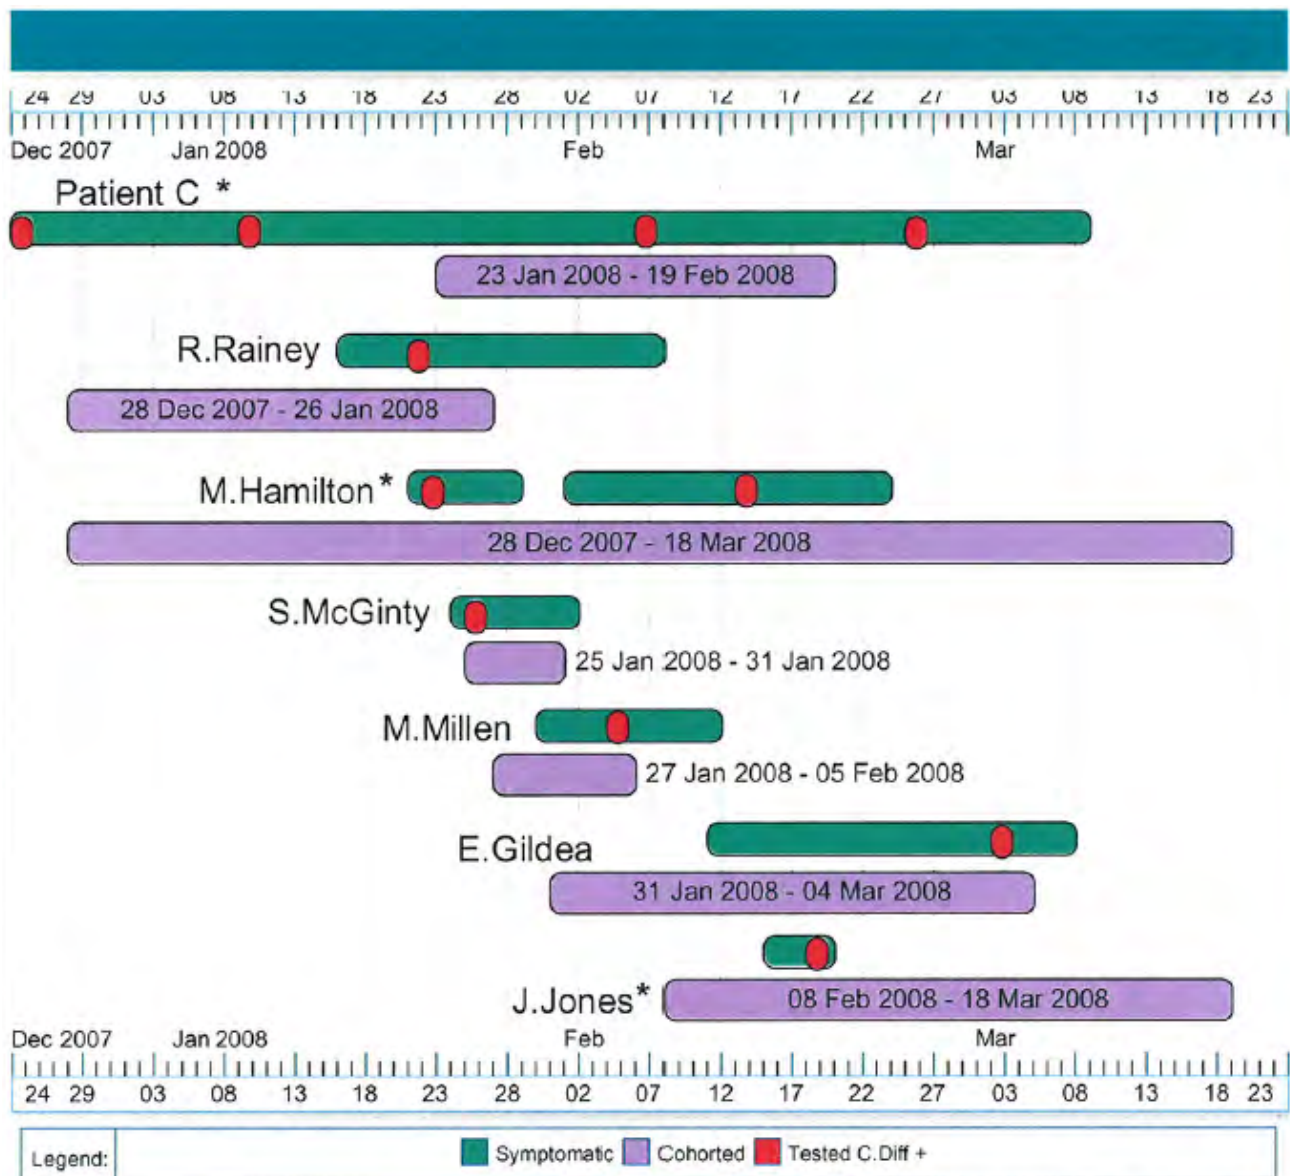 24 29 03 08 13 18 23 28 02 07 12 17 22 27 03 08 13 18 23
Dec 2007 Jan 2008 Feb Mar
Patient C *
23 Jan 2008 - 19 Feb 2008
R.Rainey
28 Dec 2007 - 26 Jan 2008
M.Hamilton*
28 Dec 2007 - 18 Mar 2008
S.McGinty
25 Jan 2008 - 31 Jan 2008
M.Millen
27 Jan 2008 - 05 Feb 2008
E.Gildea
31 Jan 2008 - 04 Mar 2008
J.Jones*
08 Feb 2008 - 18 Mar 2008
Dec 2007 Jan 2008 Feb Mar
24 29 03 08 13 18 23 28 02 07 12 17 22 27 03 08 13 18 23
Legend: Symptomatic Cohorted Tested C.Diff +